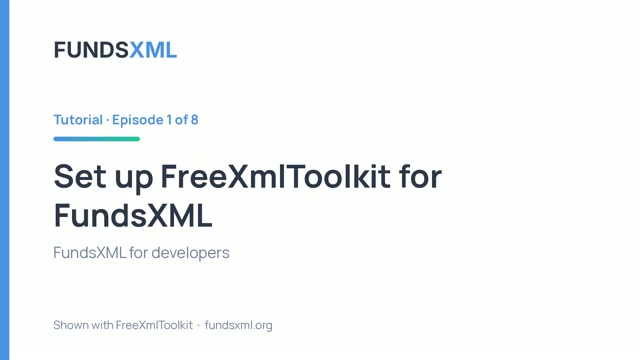 FUNDSXML
Tutorial · Episode 1 of 8
Set up FreeXmlToolkit for
FundsXML
FundsXML for developers
Shown with FreeXmlToolkit · fundsxml.org